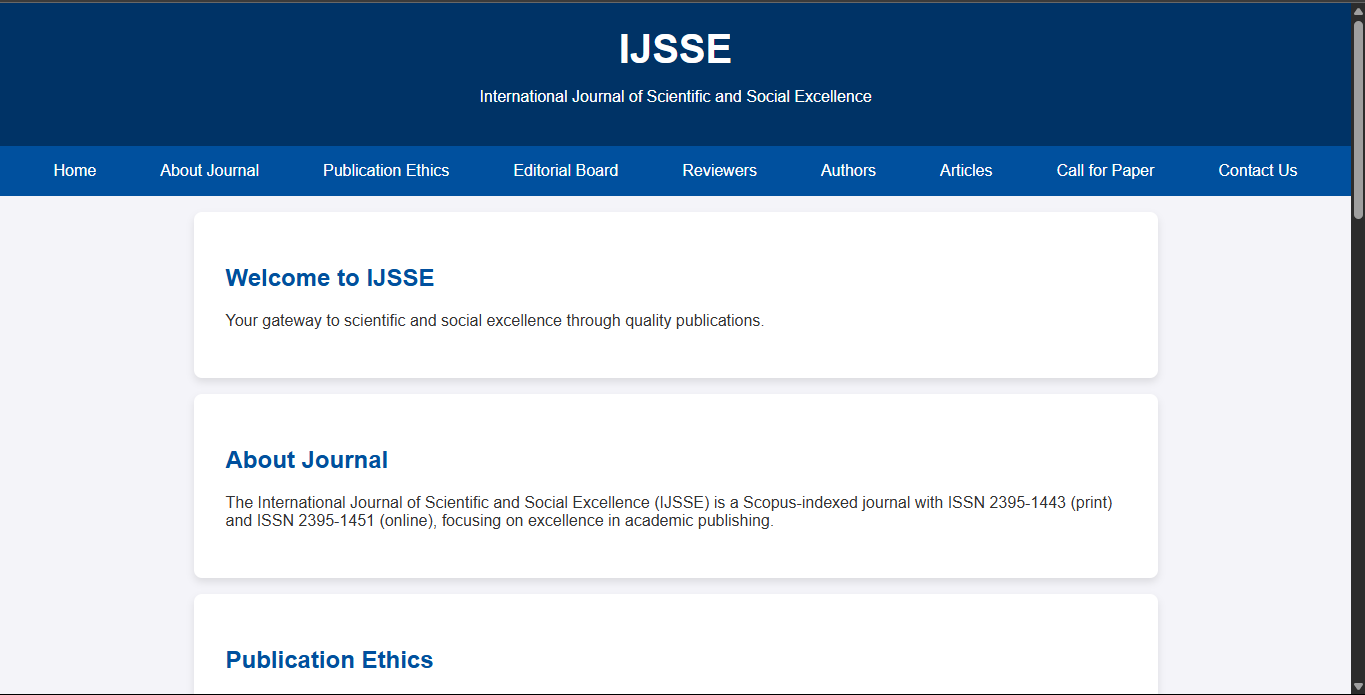 IJSSE
International Journal of Scientific and Social Excellence
Home About Journal Publication Ethics Editorial Board Reviewers Authors Articles Call for Paper Contact Us
Welcome to IJSSE
Your gateway to scientific and social excellence through quality publications.
About Journal
The International Journal of Scientific and Social Excellence (IJSSE) is a Scopus-indexed journal with ISSN 2395-1443 (print)
and ISSN 2395-1451 (online), focusing on excellence in academic publishing.
Publication Ethics